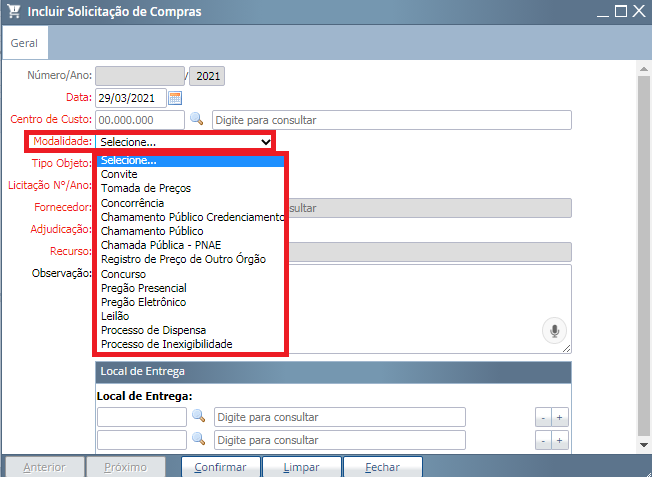 Incluir Solicitação de Compras
Geral
Número/Ano: / 2021
Data: 29/03/2021
Centro de Custo: 00.000.000 Digite para consultar
Modalidade: Selecione...
Tipo Objeto: Selecione...
Convite
Tomada de Preços
Licitação Nº/Ano:
Concorrência
Fornecedor: sultar
Chamamento Público Credenciamento
Adjudicação: Chamamento Público
Chamada Pública - PNAE
Recurso:
Registro de Preço de Outro Órgão
Observação: Concurso
Pregão Presencial
Pregão Eletrônico
Leilão
Processo de Dispensa
Processo de Inexigibilidade
Local de Entrega
Local de Entrega:
Digite para consultar - +
Digite para consultar - +
Anterior Próximo Confirmar Limpar Fechar